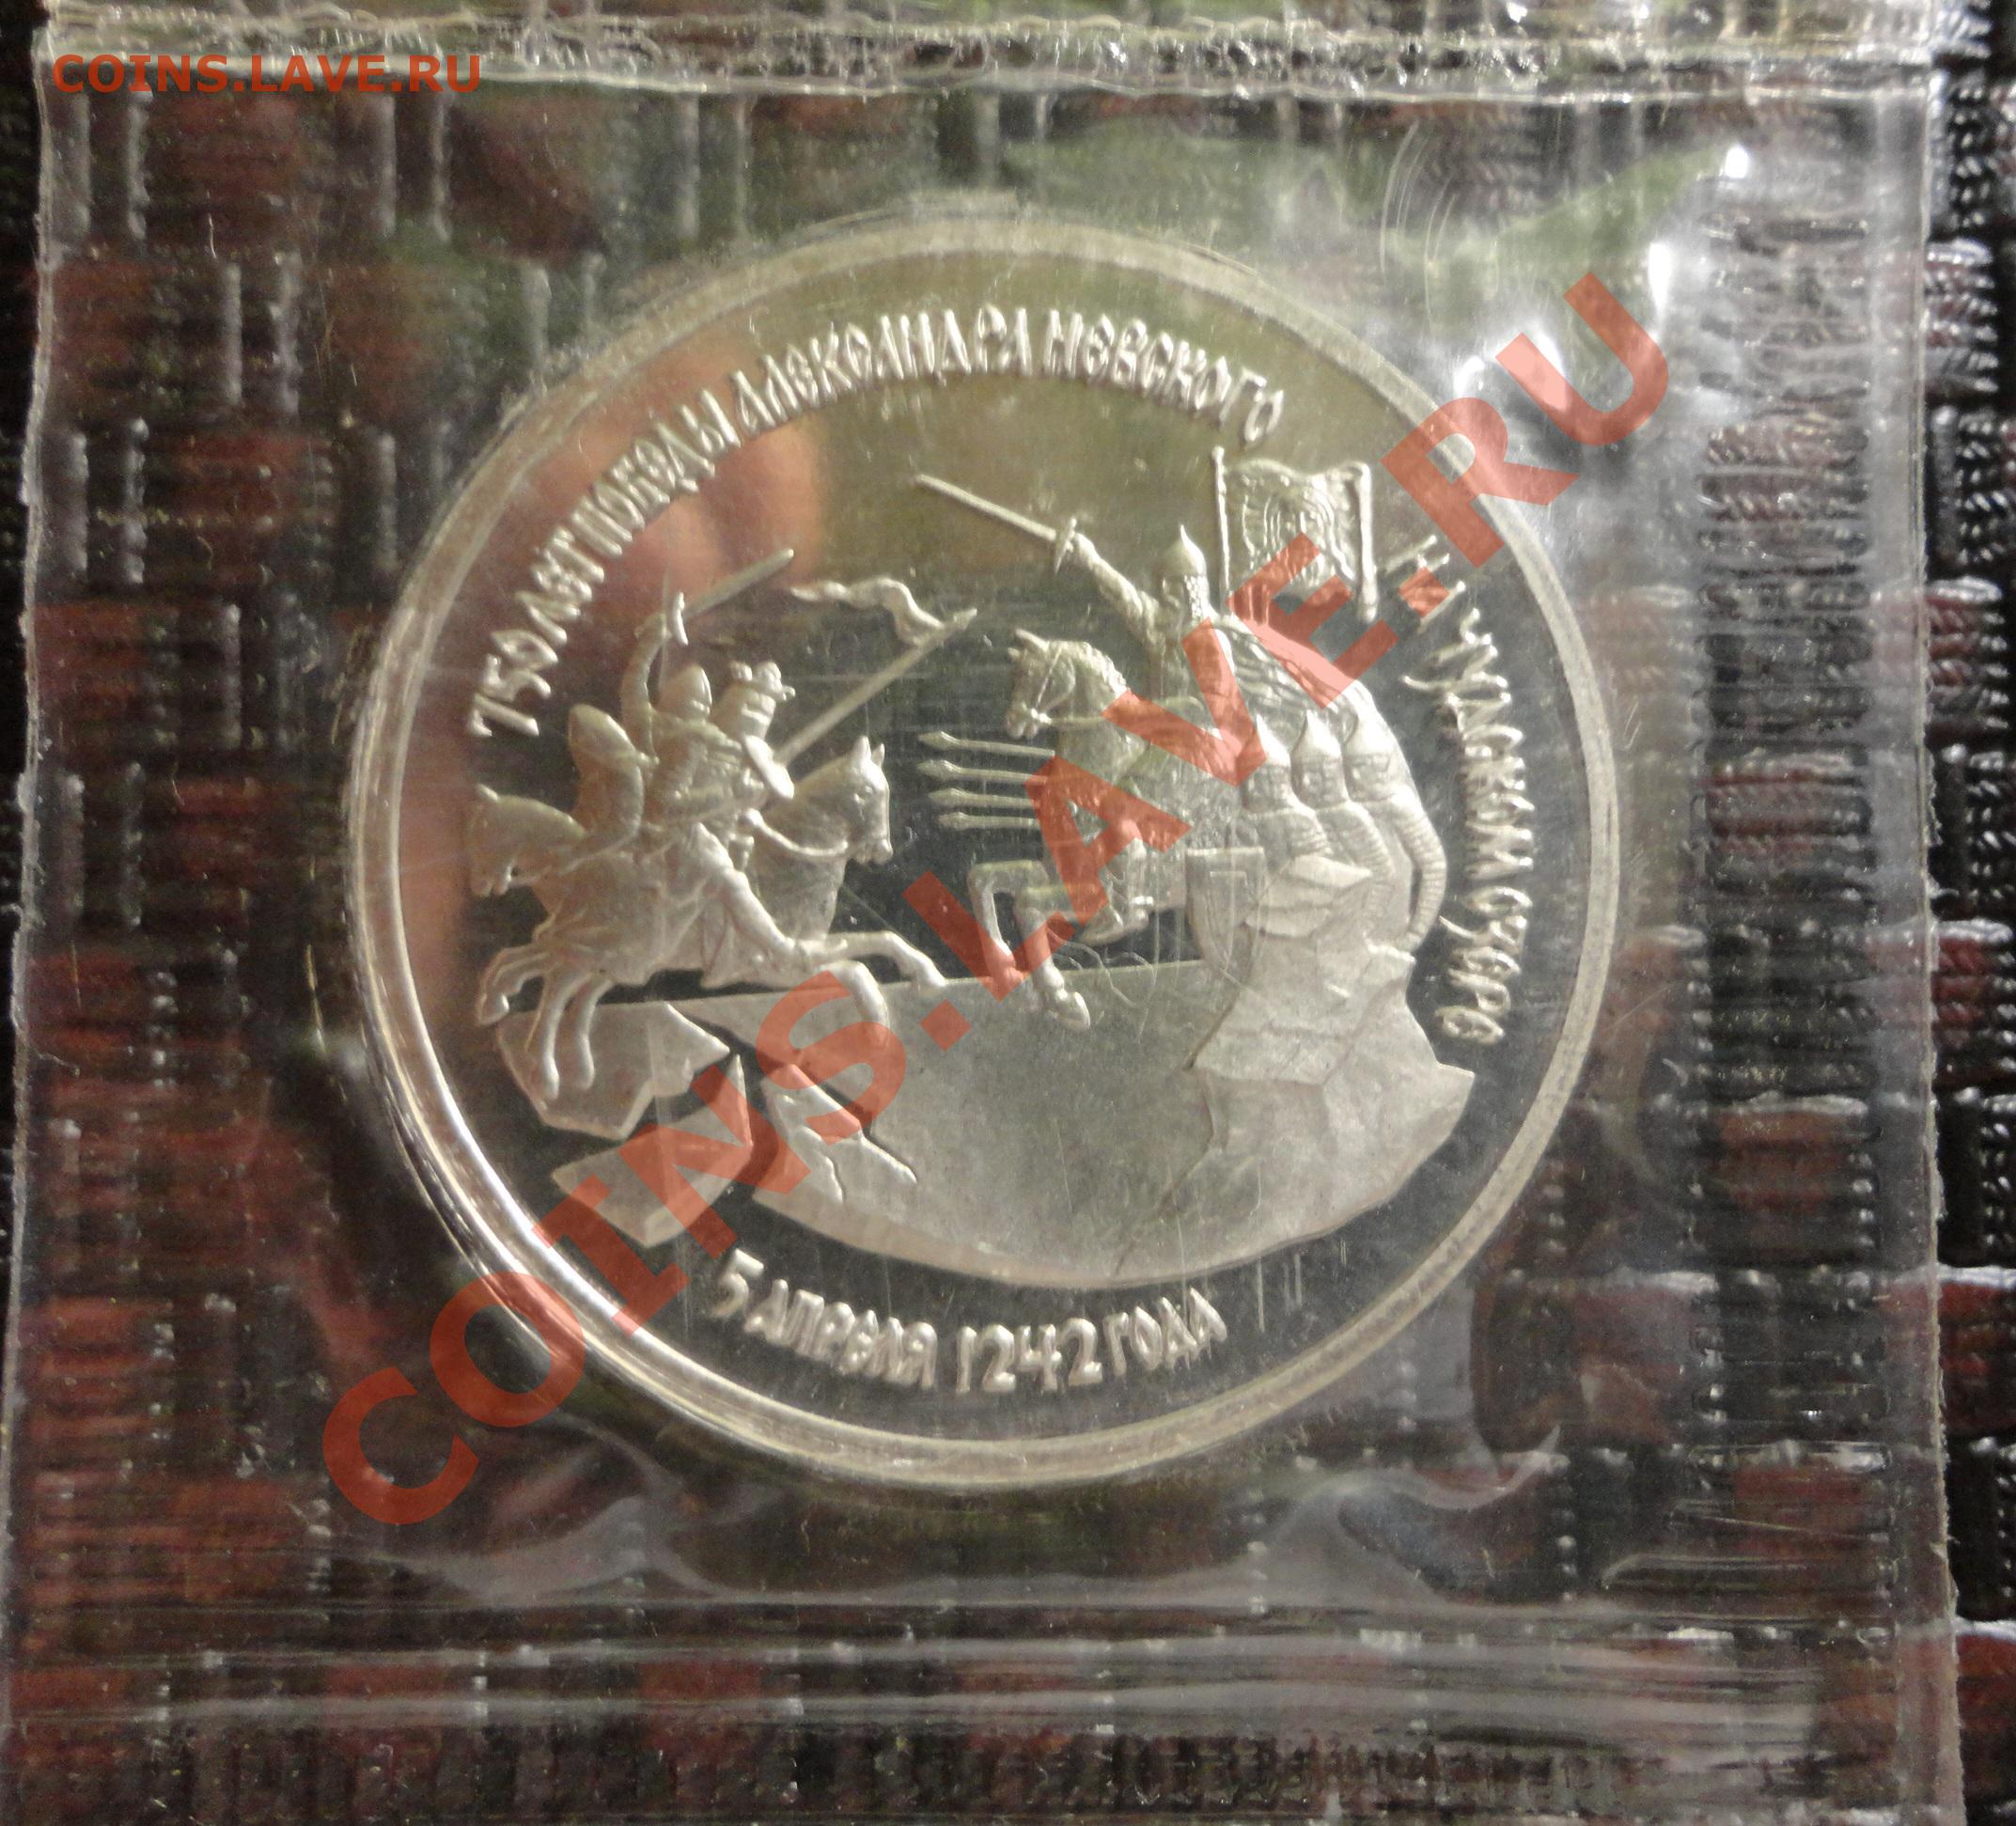 COINS.LAVE.RU
750 ЛЕТ ПОБЕДЫ АЛЕКСАНДРА НЕВСКОГО
НА ЧУДСКОМ ОЗЕРЕ
5 АПРЕЛЯ 1242 ГОДА
COINS.LAVE.RU